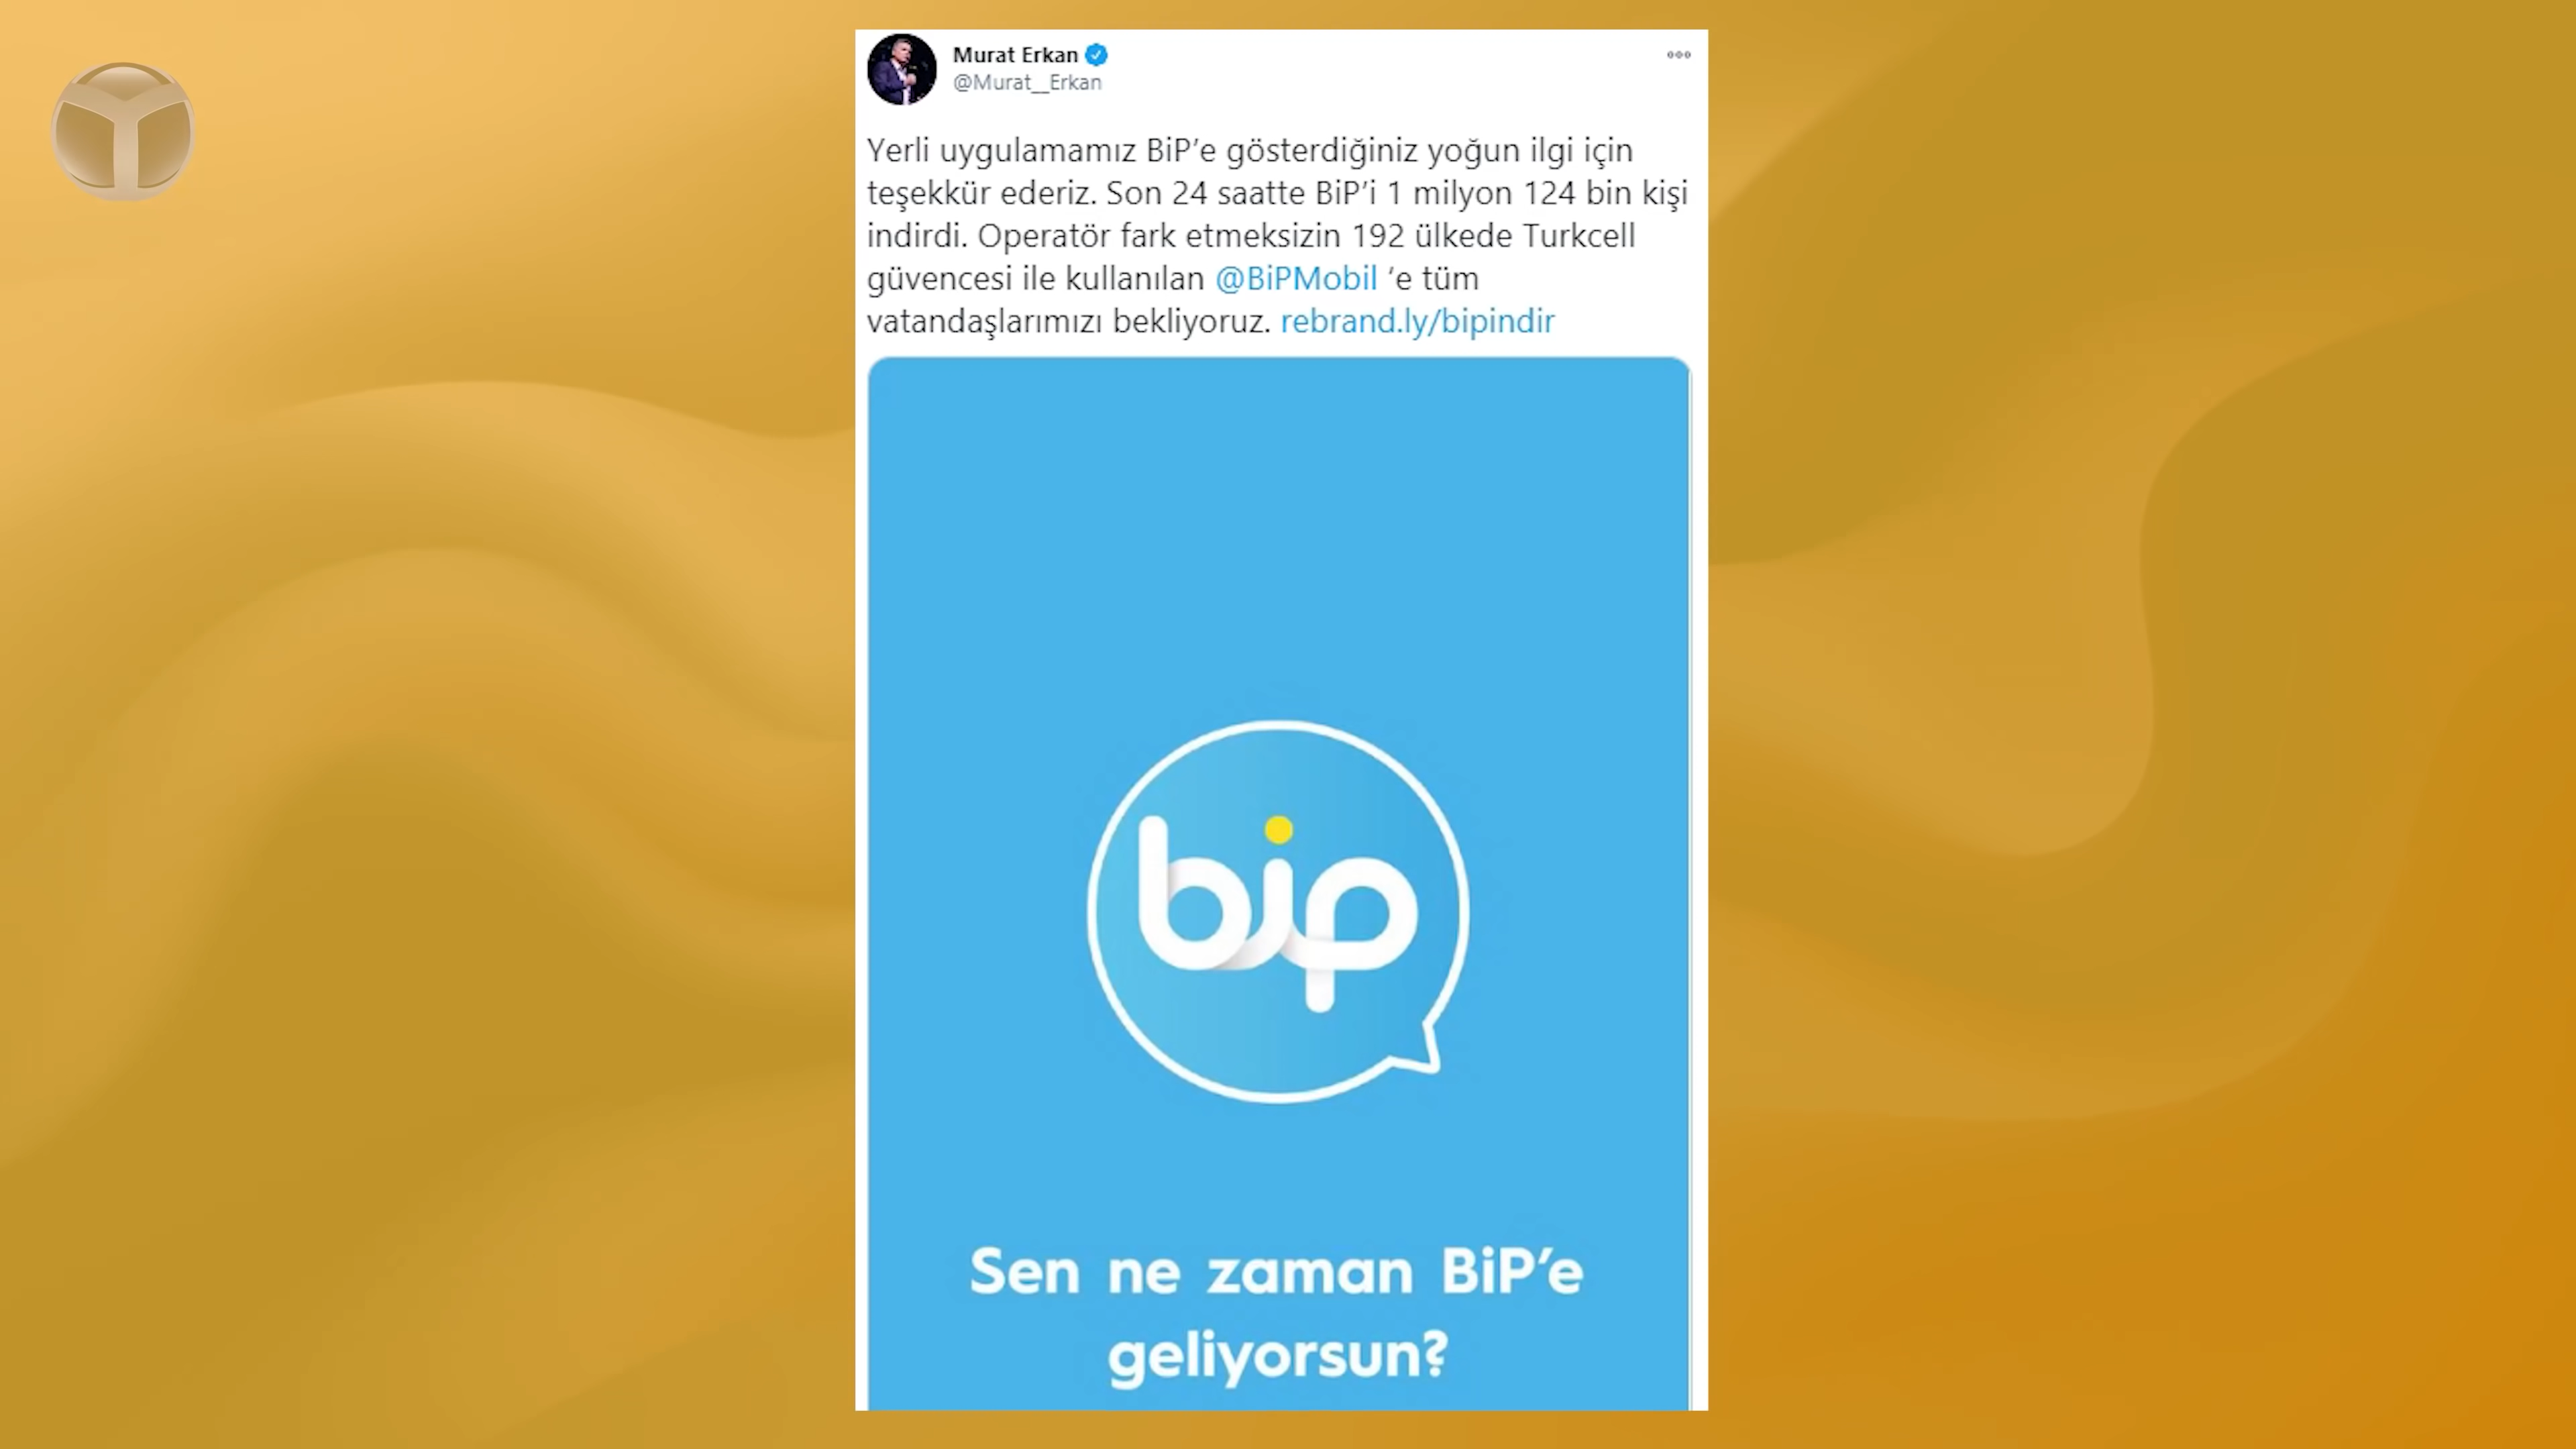 Murat Erkan
@Murat__Erkan
Yerli uygulamamız BiP’e gösterdiğiniz yoğun ilgi için
teşekkür ederiz. Son 24 saatte BiP’i 1 milyon 124 bin kişi
indirdi. Operatör fark etmeksizin 192 ülkede Turkcell
güvencesi ile kullanılan @BiPMobil ‘e tüm
vatandaşlarımızı bekliyoruz. rebrand.ly/bipindir
bip
Sen ne zaman BiP’e
geliyorsun?